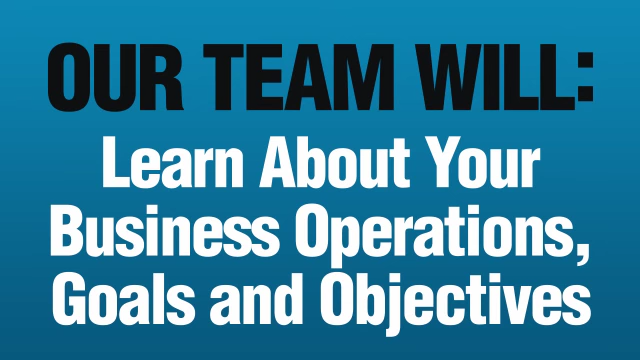 OUR TEAM WILL:
Learn About Your
Business Operations,
Goals and Objectives